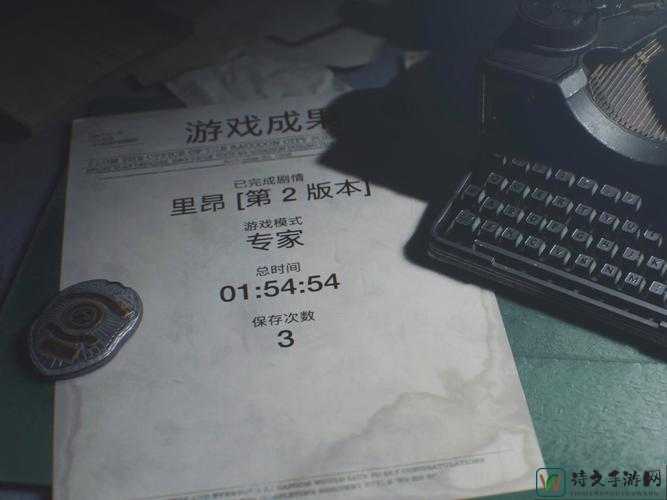 游戏成果
已完成剧情
里昂 [第 2 版本]
游戏模式
专家
总时间
01:54:54
保存次数
3
诗文手游网